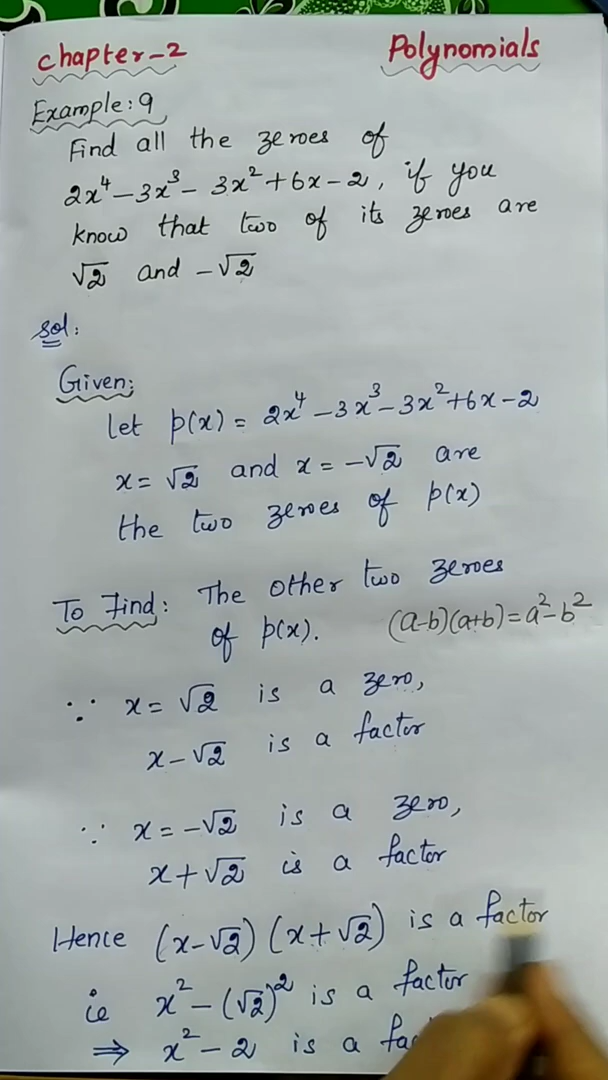 Chapter-2 Polynomials
Example: 9
Find all the zeroes of
2x⁴-3x³-3x²+6x-2, if you
know that two of its zeroes are
√2 and -√2
Sol:
Given:
Let p(x) = 2x⁴-3x³-3x²+6x-2
x = √2 and x = -√2 are
the two zeroes of p(x)
To Find: The other two zeroes
of p(x). (a-b)(a+b) = a²-b²
∵ x = √2 is a zero,
x-√2 is a factor
∵ x = -√2 is a zero,
x+√2 is a factor
Hence (x-√2) (x+√2) is a factor
ie x²-(√2)² is a factor
⇒ x²-2 is a